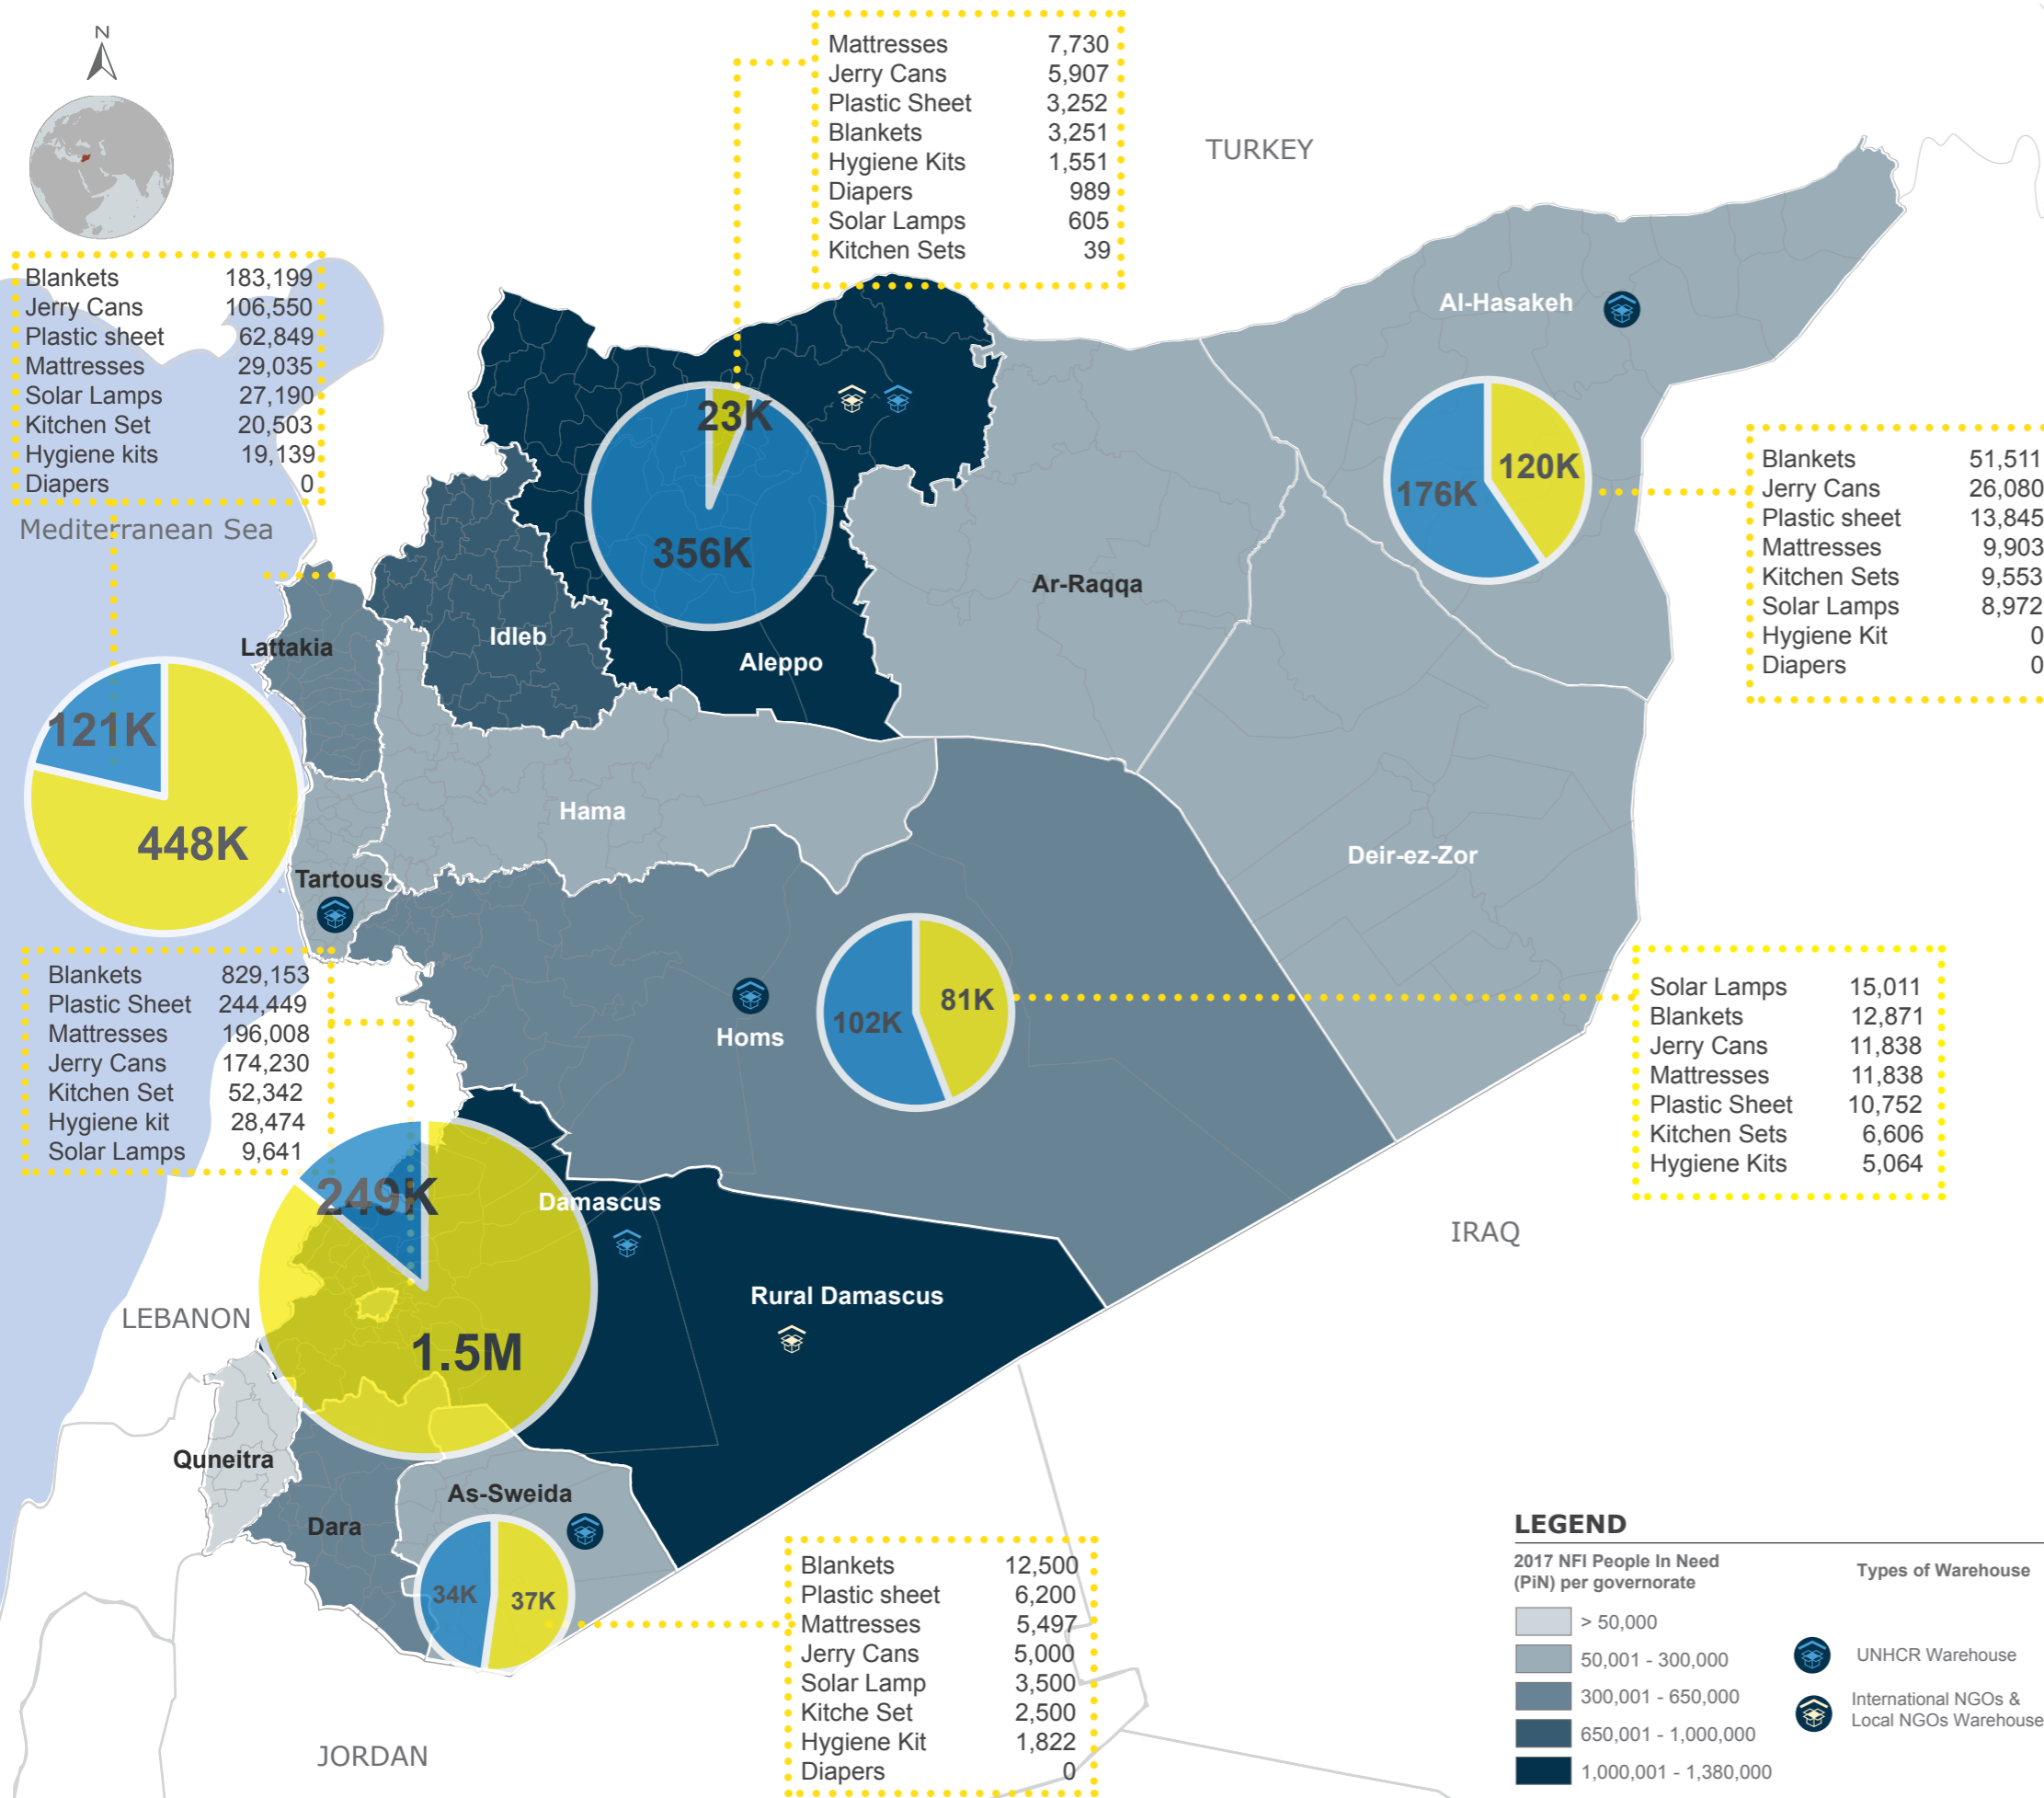 N
Mattresses 7,730
Jerry Cans 5,907
Plastic Sheet 3,252
Blankets 3,251
Hygiene Kits 1,551
Diapers 989
Solar Lamps 605
Kitchen Sets 39
TURKEY
Blankets 183,199
Jerry Cans 106,550
Plastic sheet 62,849
Mattresses 29,035
Solar Lamps 27,190
Kitchen Set 20,503
Hygiene kits 19,139
Diapers 0
Mediterranean Sea
Al-Hasakeh
23K
356K
120K
176K
Blankets 51,511
Jerry Cans 26,080
Plastic sheet 13,845
Mattresses 9,903
Kitchen Sets 9,553
Solar Lamps 8,972
Hygiene Kit 0
Diapers 0
Ar-Raqqa
Idleb
Lattakia
Aleppo
121K
448K
Hama
Deir-ez-Zor
Tartous
Blankets 829,153
Plastic Sheet 244,449
Mattresses 196,008
Jerry Cans 174,230
Kitchen Set 52,342
Hygiene kit 28,474
Solar Lamps 9,641
Homs
102K
81K
Solar Lamps 15,011
Blankets 12,871
Jerry Cans 11,838
Mattresses 11,838
Plastic Sheet 10,752
Kitchen Sets 6,606
Hygiene Kits 5,064
249K
1.5M
Damascus
IRAQ
Rural Damascus
LEBANON
Quneitra
As-Sweida
Dara
34K
37K
Blankets 12,500
Plastic sheet 6,200
Mattresses 5,497
Jerry Cans 5,000
Solar Lamp 3,500
Kitche Set 2,500
Hygiene Kit 1,822
Diapers 0
JORDAN
LEGEND
2017 NFI People In Need
(PiN) per governorate
> 50,000
50,001 - 300,000
300,001 - 650,000
650,001 - 1,000,000
1,000,001 - 1,380,000
Types of Warehouse
UNHCR Warehouse
International NGOs &
Local NGOs Warehouse